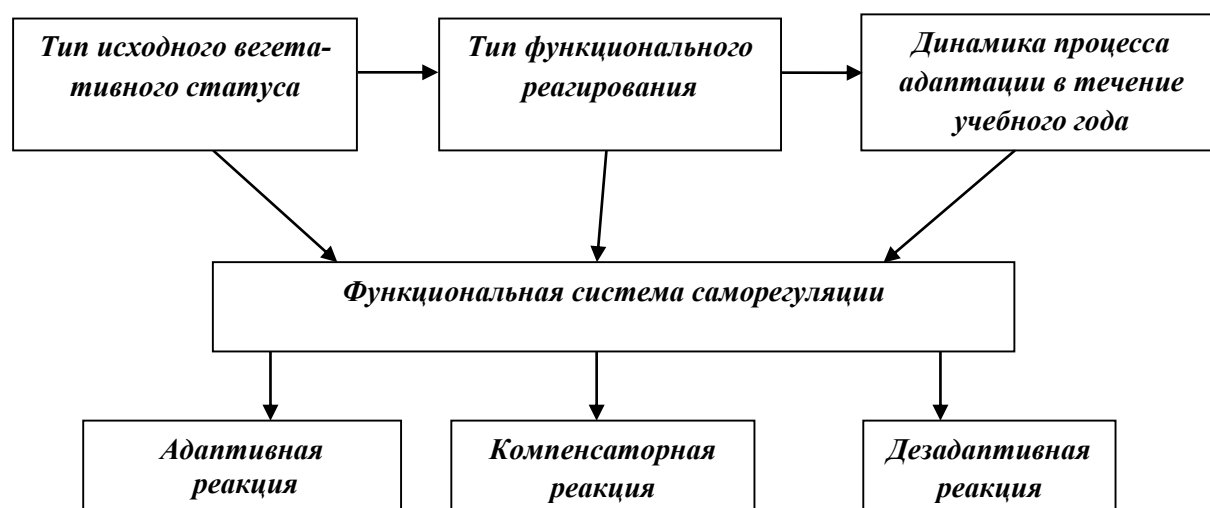 Тип исходного вегета-
тивного статуса
Тип функционального
реагирования
Динамика процесса
адаптации в течение
учебного года
Функциональная система саморегуляции
Адаптивная
реакция
Компенсаторная
реакция
Дезадаптивная
реакция